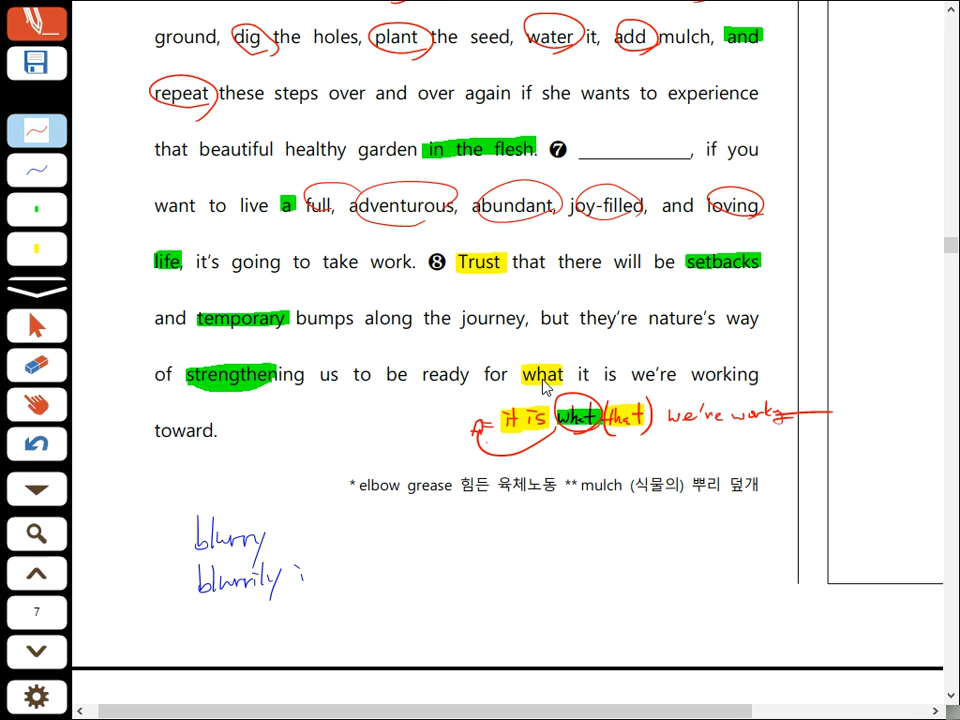 ground, dig the holes, plant the seed, water it, add mulch, and
repeat these steps over and over again if she wants to experience
that beautiful healthy garden in the flesh. ❼ ____________, if you
want to live a full, adventurous, abundant, joy-filled, and loving
life, it’s going to take work. ❽ Trust that there will be setbacks
and temporary bumps along the journey, but they’re nature’s way
of strengthening us to be ready for what it is we’re working
it is what (that) we're working
toward.
* elbow grease 힘든 육체노동 ** mulch (식물의) 뿌리 덮개
blurry
blurrily
7